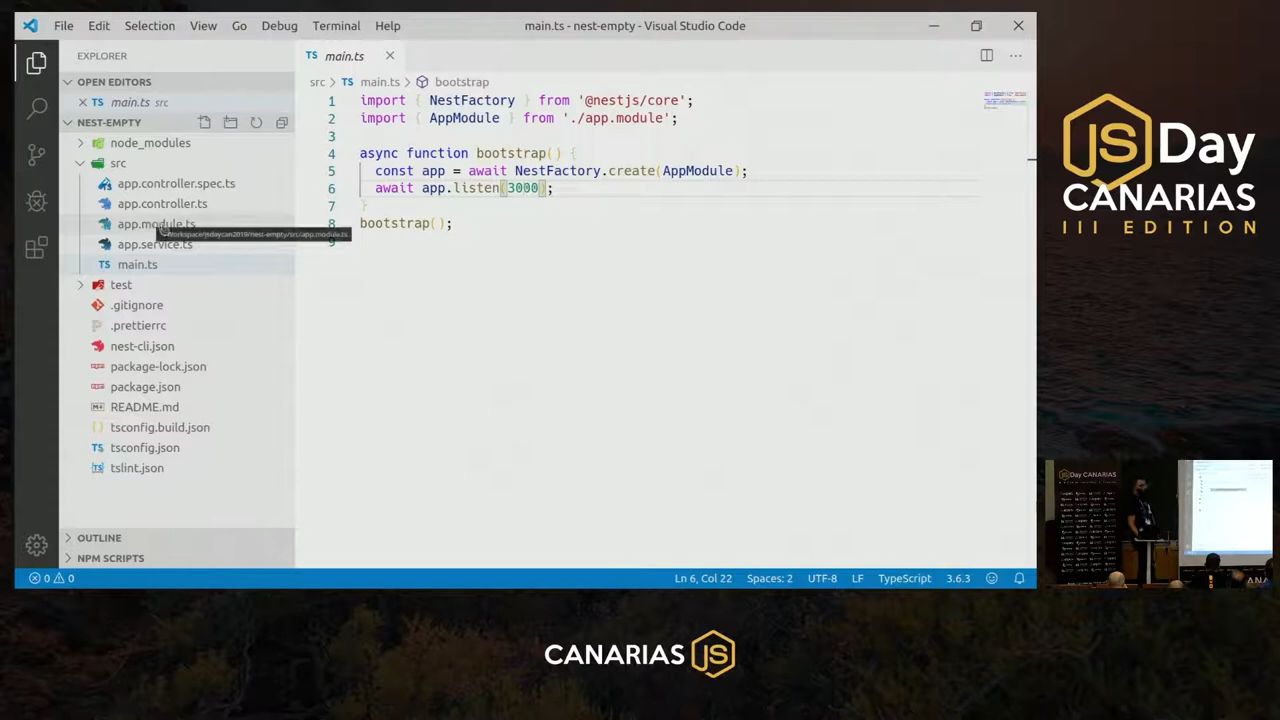 File Edit Selection View Go Debug Terminal Help
main.ts - nest-empty - Visual Studio Code
EXPLORER
OPEN EDITORS
TS main.ts src
NEST-EMPTY
node_modules
src
app.controller.spec.ts
app.controller.ts
app.module.ts
app.service.ts
main.ts
test
.gitignore
.prettierrc
nest-cli.json
package-lock.json
package.json
README.md
tsconfig.build.json
TS tsconfig.json
tslint.json
OUTLINE
NPM SCRIPTS
TS main.ts
src > TS main.ts > bootstrap
1 import { NestFactory } from '@nestjs/core';
2 import { AppModule } from './app.module';
3
4 async function bootstrap() {
5 const app = await NestFactory.create(AppModule);
6 await app.listen(3000);
7 }
8 bootstrap();
9
0 0
Ln 6, Col 22 Spaces: 2 UTF-8 LF TypeScript 3.6.3
JS Day
CANARIAS
III EDITION
JSDay CANARIAS
CANARIAS JS